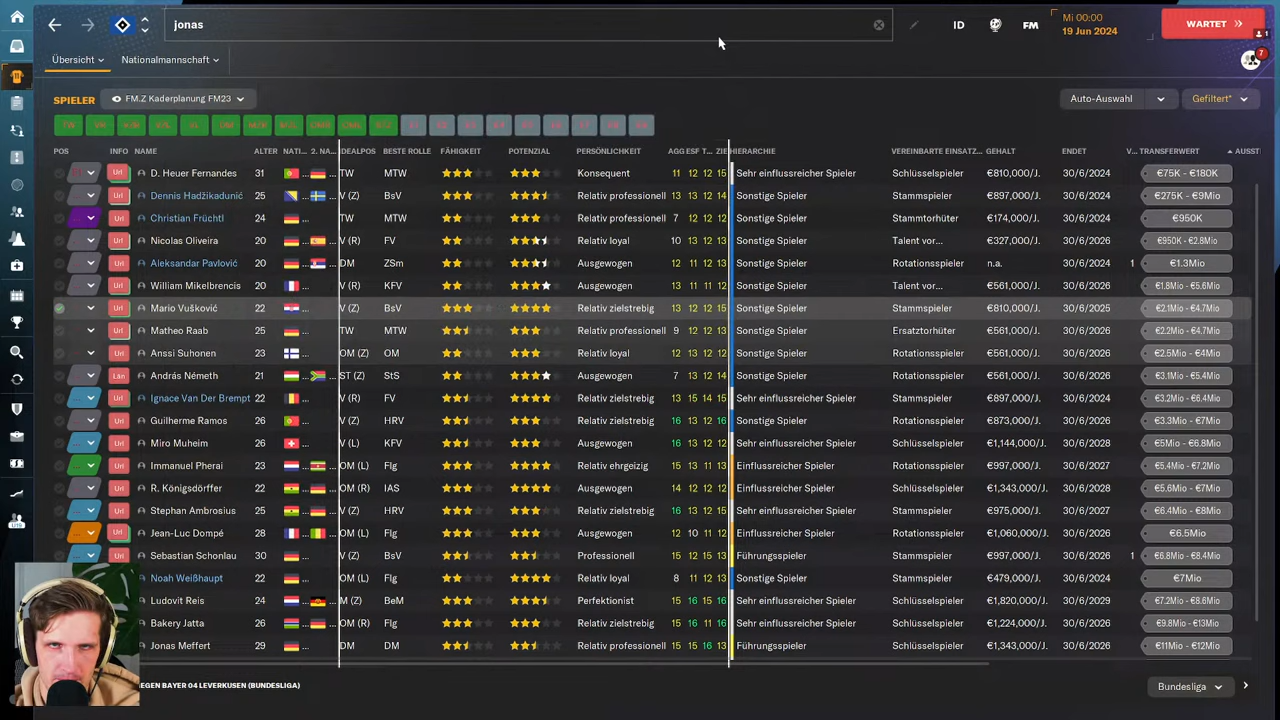 jonas
ID
FM
Mi 00:00
19 Jun 2024
WARTET
1
Übersicht
Nationalmannschaft
7
SPIELER
FM.Z Kaderplanung FM23
Auto-Auswahl
Gefiltert*
POS INFO NAME ALTER NATI... 2. NA... IDEALPOS BESTE ROLLE FÄHIGKEIT POTENZIAL PERSÖNLICHKEIT AGG ESF T... ZIE HIERARCHIE VEREINBARTE EINSATZ... GEHALT ENDET V... TRANSFERWERT AUSST
Url D. Heuer Fernandes 31 TW MTW Konsequent 11 12 12 15 Sehr einflussreicher Spieler Schlüsselspieler €810,000/J. 30/6/2024 €75K - €180K
Url Dennis Hadžikadunić 25 V (Z) BsV Relativ professionell 13 13 12 14 Sonstige Spieler Stammspieler €897,000/J. 30/6/2024 €275K - €9Mio
Url Christian Früchtl 24 TW MTW Relativ professionell 7 12 12 13 Sonstige Spieler Stammtorhüter €174,000/J. 30/6/2024 €950K
Url Nicolas Oliveira 20 V (R) FV Relativ loyal 10 13 12 13 Sonstige Spieler Talent vor... €327,000/J. 30/6/2026 €950K - €2.8Mio
Url Aleksandar Pavlović 20 DM ZSm Ausgewogen 12 11 12 13 Sonstige Spieler Rotationsspieler n.a. 30/6/2024 1 €1.3Mio
Url William Mikelbrencis 20 V (R) KFV Ausgewogen 13 11 11 12 Sonstige Spieler Talent vor... €561,000/J. 30/6/2026 €1.8Mio - €5.6Mio
Url Mario Vušković 22 V (Z) BsV Relativ zielstrebig 13 12 12 15 Sonstige Spieler Stammspieler €810,000/J. 30/6/2025 €2.1Mio - €4.7Mio
Url Matheo Raab 25 TW MTW Relativ professionell 9 12 13 12 Sonstige Spieler Ersatztorhüter €561,000/J. 30/6/2026 €2.2Mio - €4.7Mio
Url Anssi Suhonen 23 OM (Z) OM Relativ loyal 12 13 12 13 Sonstige Spieler Rotationsspieler €561,000/J. 30/6/2026 €2.5Mio - €4Mio
Län András Németh 21 ST (Z) StS Ausgewogen 7 13 12 14 Sonstige Spieler Rotationsspieler €561,000/J. 30/6/2026 €3.1Mio - €5.4Mio
Url Ignace Van Der Brempt 22 V (R) FV Relativ zielstrebig 13 15 14 15 Sehr einflussreicher Spieler Schlüsselspieler €897,000/J. 30/6/2024 €3.2Mio - €6.4Mio
Url Guilherme Ramos 26 V (Z) HRV Relativ zielstrebig 16 13 12 16 Sonstige Spieler Rotationsspieler €873,000/J. 30/6/2026 €3.3Mio - €7Mio
Url Miro Muheim 26 V (L) KFV Ausgewogen 16 13 12 12 Sehr einflussreicher Spieler Schlüsselspieler €1,144,000/J. 30/6/2028 €5Mio - €6.8Mio
Url Immanuel Pherai 23 OM (L) Flg Relativ ehrgeizig 15 13 11 13 Einflussreicher Spieler Rotationsspieler €997,000/J. 30/6/2027 €5.4Mio - €7.2Mio
Url R. Königsdörffer 22 OM (R) IAS Ausgewogen 14 12 12 12 Einflussreicher Spieler Schlüsselspieler €1,343,000/J. 30/6/2028 €5.6Mio - €7Mio
Url Stephan Ambrosius 25 V (Z) HRV Relativ zielstrebig 16 13 12 15 Sonstige Spieler Stammspieler €975,000/J. 30/6/2027 €6.4Mio - €8Mio
Url Jean-Luc Dompé 28 OM (L) Flg Ausgewogen 12 10 11 12 Einflussreicher Spieler Schlüsselspieler €1,060,000/J. 30/6/2026 €6.5Mio
Url Sebastian Schonlau 30 V (Z) BsV Professionell 15 12 15 13 Führungsspieler Stammspieler €997,000/J. 30/6/2026 1 €6.8Mio - €8.4Mio
Noah Weißhaupt 22 OM (L) Flg Relativ loyal 8 11 12 13 Sonstige Spieler Schlüsselspieler €479,000/J. 30/6/2024 €7Mio
Ludovit Reis 24 M (Z) BeM Perfektionist 15 16 15 16 Sehr einflussreicher Spieler Schlüsselspieler €1,820,000/J. 30/6/2029 €7.2Mio - €8.6Mio
Bakery Jatta 26 OM (R) Flg Relativ professionell 15 16 11 16 Sehr einflussreicher Spieler Schlüsselspieler €1,224,000/J. 30/6/2026 €9.8Mio - €13Mio
Jonas Meffert 29 DM DM Relativ professionell 15 15 16 13 Führungsspieler Schlüsselspieler €1,343,000/J. 30/6/2026 €11Mio - €12Mio
EGEN BAYER 04 LEVERKUSEN (BUNDESLIGA)
Bundesliga